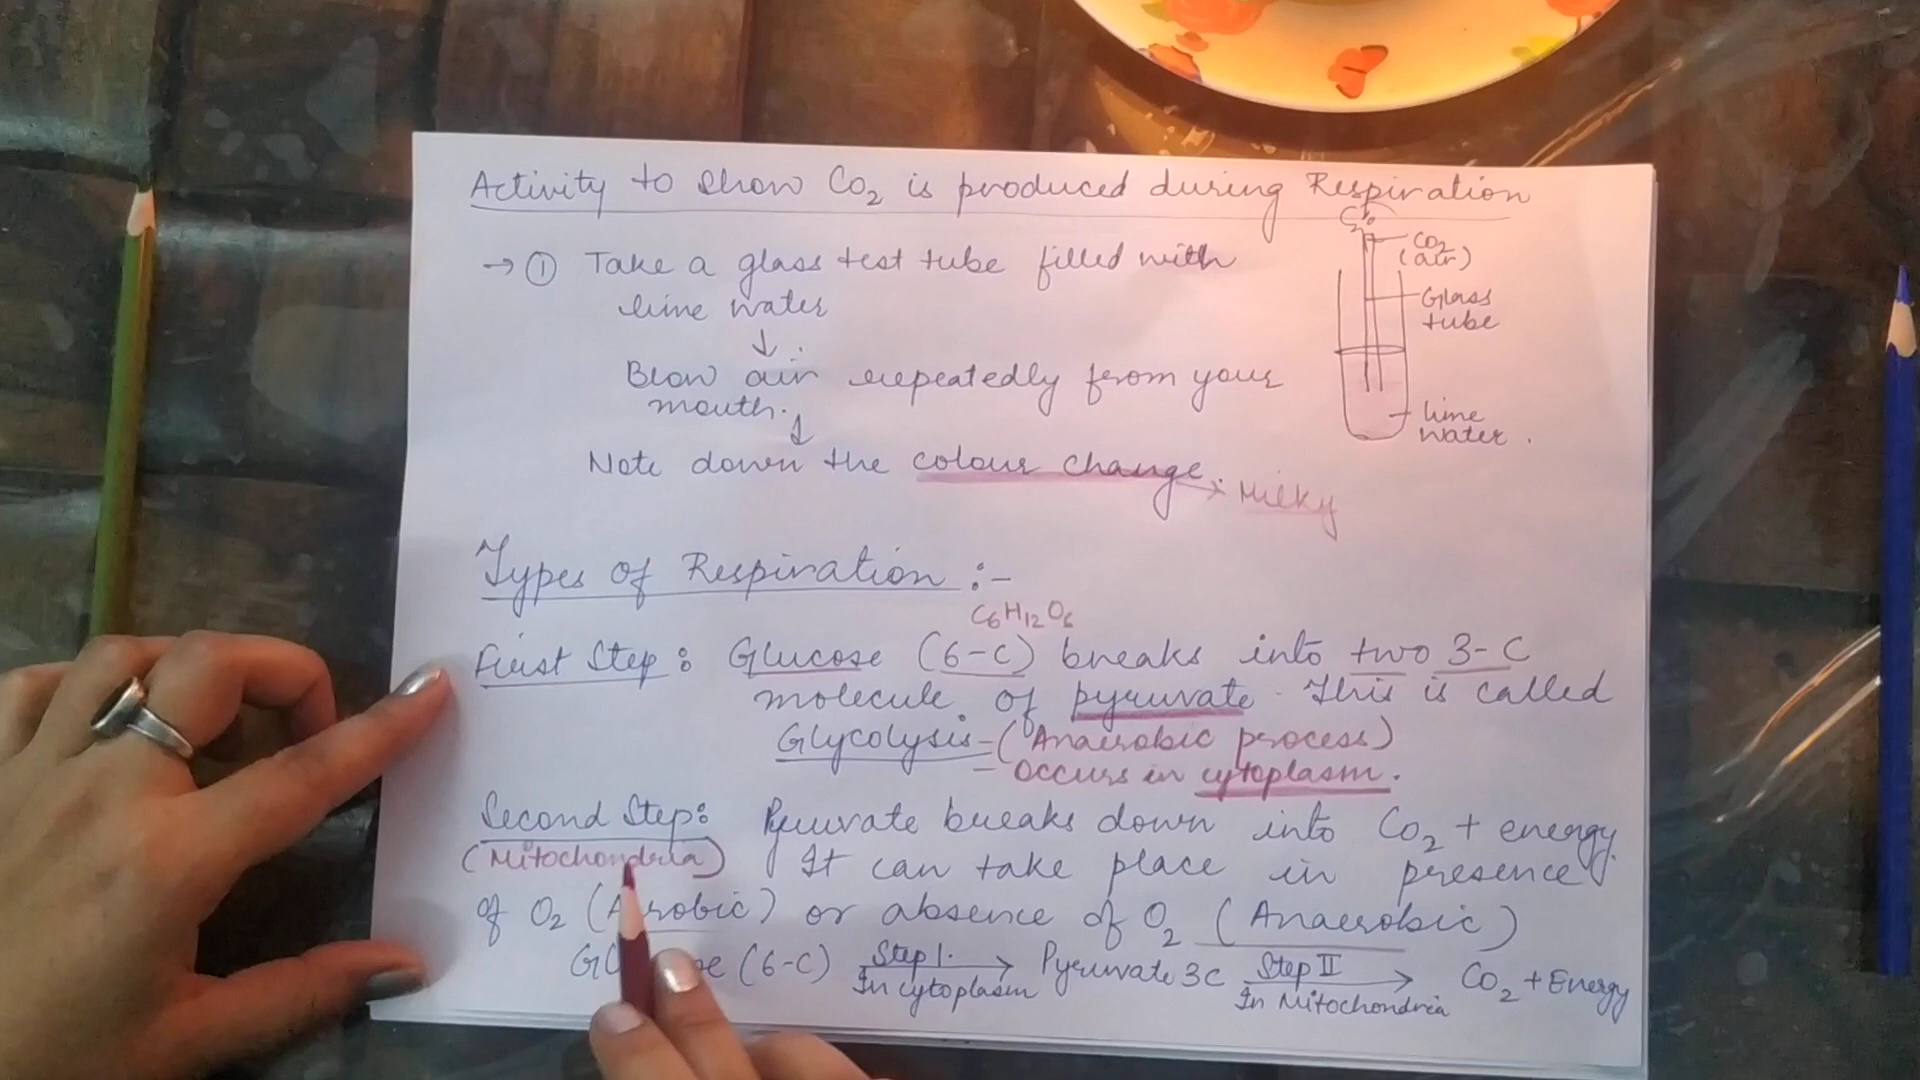 Activity to show CO2 is produced during Respiration
CO2
CO2
(air)
→ ① Take a glass test tube filled with
lime water
Glass
tube
↓
Blow air repeatedly from your
mouth.
↓
lime
water.
Note down the colour change. → Milky
Types of Respiration :-
C6H12O6
First Step: Glucose (6-C) breaks into two 3-C
molecule of pyruvate. This is called
Glycolysis - (Anaerobic process)
- Occurs in cytoplasm.
Second Step: Pyruvate breaks down into CO2 + energy.
(Mitochondria) It can take place in presence
of O2 (Aerobic) or absence of O2 (Anaerobic)
Glucose (6-C) Step I. → Pyruvate 3C Step II → CO2 + Energy
In cytoplasm In Mitochondria